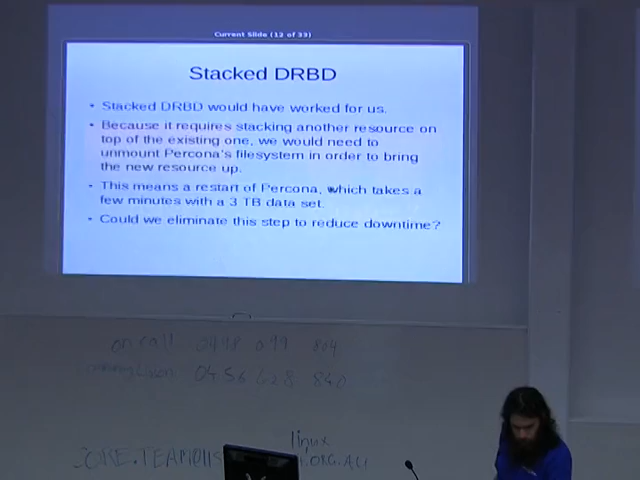 Current Slide (12 of 33)
Stacked DRBD
• Stacked DRBD would have worked for us.
• Because it requires stacking another resource on
top of the existing one, we would need to
unmount Percona's filesystem in order to bring
the new resource up.
• This means a restart of Percona, which takes a
few minutes with a 3 TB data set.
• Could we eliminate this step to reduce downtime?
on call 0418 099 804
0456 628 840
linux
.ORG.AU